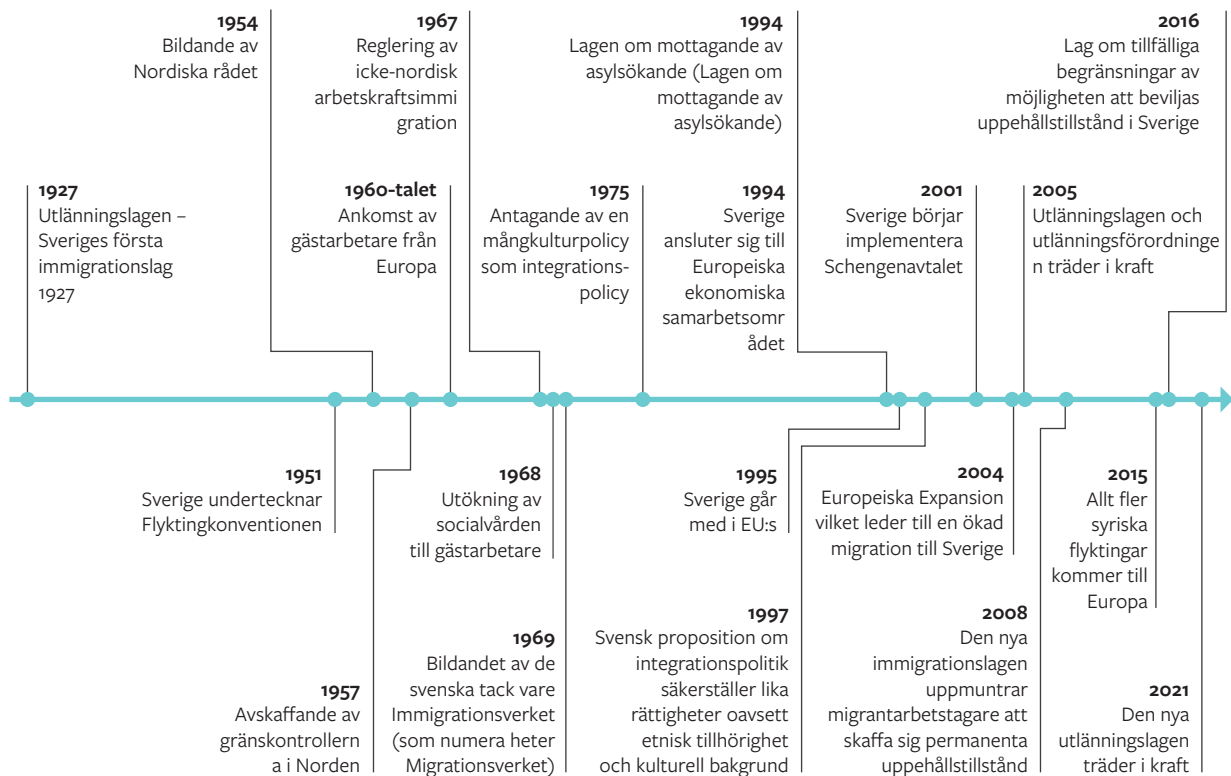 1954
Bildande av
Nordiska rådet
1967
Reglering av
icke-nordisk
arbetskraftsimmi
gration
1994
Lagen om mottagande av
asylsökande (Lagen om
mottagande av
asylsökande)
2016
Lag om tillfälliga
begränsningar av
möjligheten att beviljas
uppehållstillstånd i Sverige
1927
Utlänningslagen –
Sveriges första
immigrationslag
1927
1960-talet
Ankomst av
gästarbetare från
Europa
1975
Antagande av en
mångkulturpolicy
som integrations-
policy
1994
Sverige
ansluter sig till
Europeiska
ekonomiska
samarbetsomr
ådet
2001
Sverige börjar
implementera
Schengenavtalet
2005
Utlänningslagen och
utlänningsförordninge
n träder i kraft
1951
Sverige undertecknar
Flyktingkonventionen
1968
Utökning av
socialvården
till gästarbetare
1995
Sverige går
med i EU:s
2004
Europeiska Expansion
vilket leder till en ökad
migration till Sverige
2015
Allt fler
syriska
flyktingar
kommer till
Europa
1957
Avskaffande av
gränskontrollern
a i Norden
1969
Bildandet av de
svenska tack vare
Immigrationsverket
(som numera heter
Migrationsverket)
1997
Svensk proposition om
integrationspolitik
säkerställer lika
rättigheter oavsett
etnisk tillhörighet
och kulturell bakgrund
2008
Den nya
immigrationslagen
uppmuntrar
migrantarbetstagare att
skaffa sig permanenta
uppehållstillstånd
2021
Den nya
utlänningslagen
träder i kraft